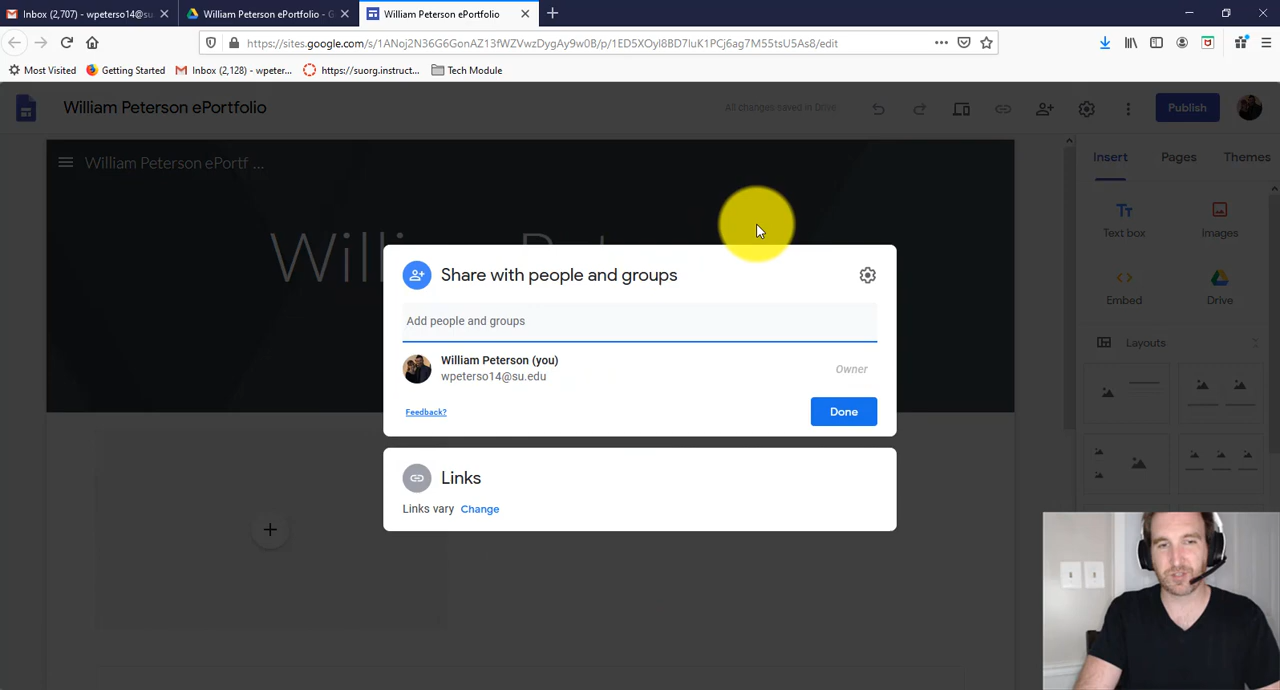 Inbox (2,707) - wpeterso14@su
William Peterson ePortfolio - G
William Peterson ePortfolio
https://sites.google.com/s/1ANoj2N36G6GonAZ13fWZVwzDygAy9w0B/p/1ED5XOyl8BD7luK1PCj6ag7M55tsU5As8/edit
Most Visited
Getting Started
Inbox (2,128) - wpeter...
https://suorg.instruct...
Tech Module
William Peterson ePortfolio
All changes saved in Drive
Publish
William Peterson ePortf ...
Insert
Pages
Themes
Tt
Text box
Images
Embed
Drive
Layouts
Share with people and groups
Add people and groups
William Peterson (you)
wpeterso14@su.edu
Owner
Feedback?
Done
Links
Links vary Change